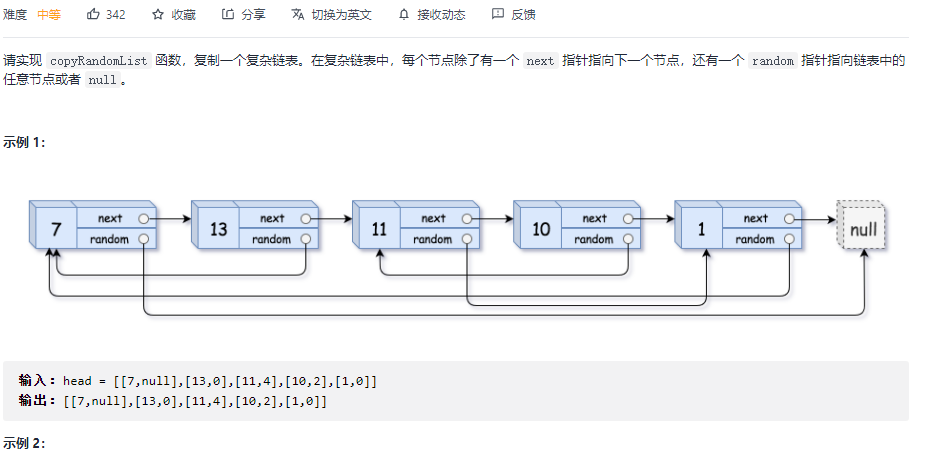 难度 中等 342 收藏 分享 切换为英文 接收动态 反馈
请实现 copyRandomList 函数，复制一个复杂链表。在复杂链表中，每个节点除了有一个 next 指针指向下一个节点，还有一个 random 指针指向链表中的
任意节点或者 null。
示例 1：
7 next random 13 next random 11 next random 10 next random 1 next random null
输入：head = [[7,null],[13,0],[11,4],[10,2],[1,0]]
输出：[[7,null],[13,0],[11,4],[10,2],[1,0]]
示例 2：